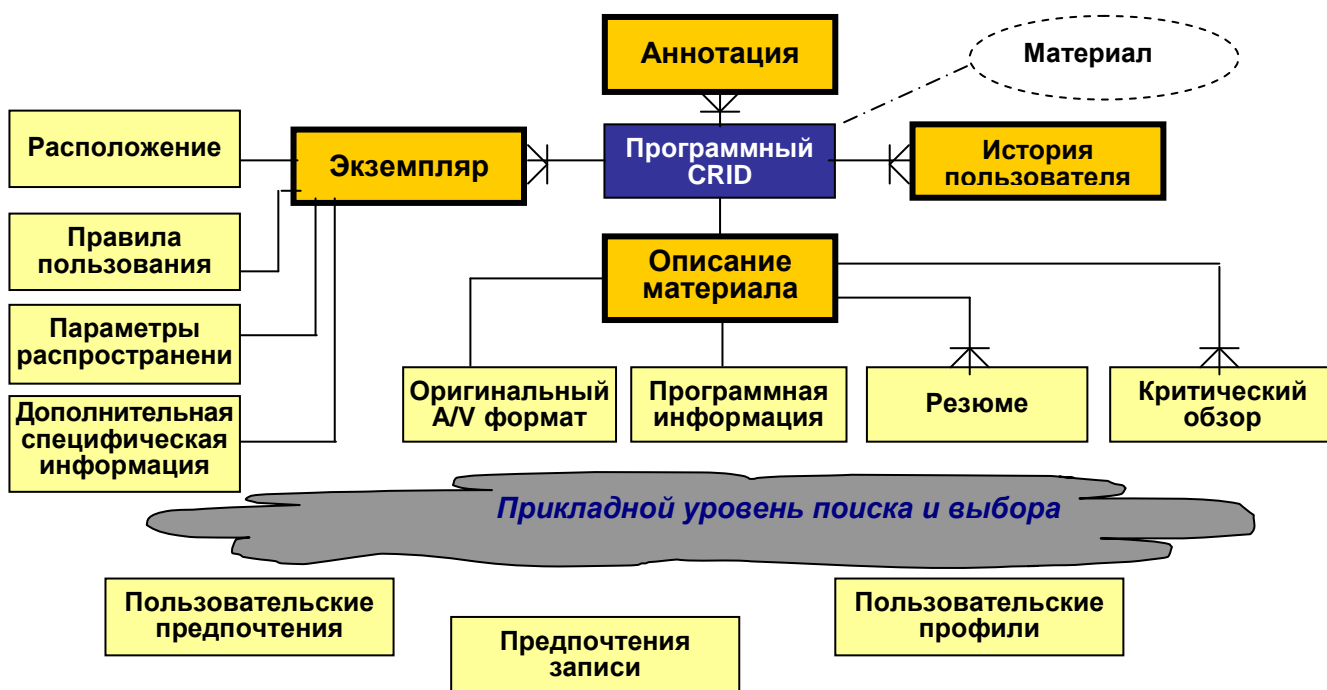 Аннотация
Материал
Расположение
Экземпляр
Программный
CRID
История
пользователя
Правила
пользования
Описание
материала
Параметры
распространени
Оригинальный
A/V формат
Программная
информация
Резюме
Критический
обзор
Дополнительная
специфическая
информация
Прикладной уровень поиска и выбора
Пользовательские
предпочтения
Предпочтения
записи
Пользовательские
профили